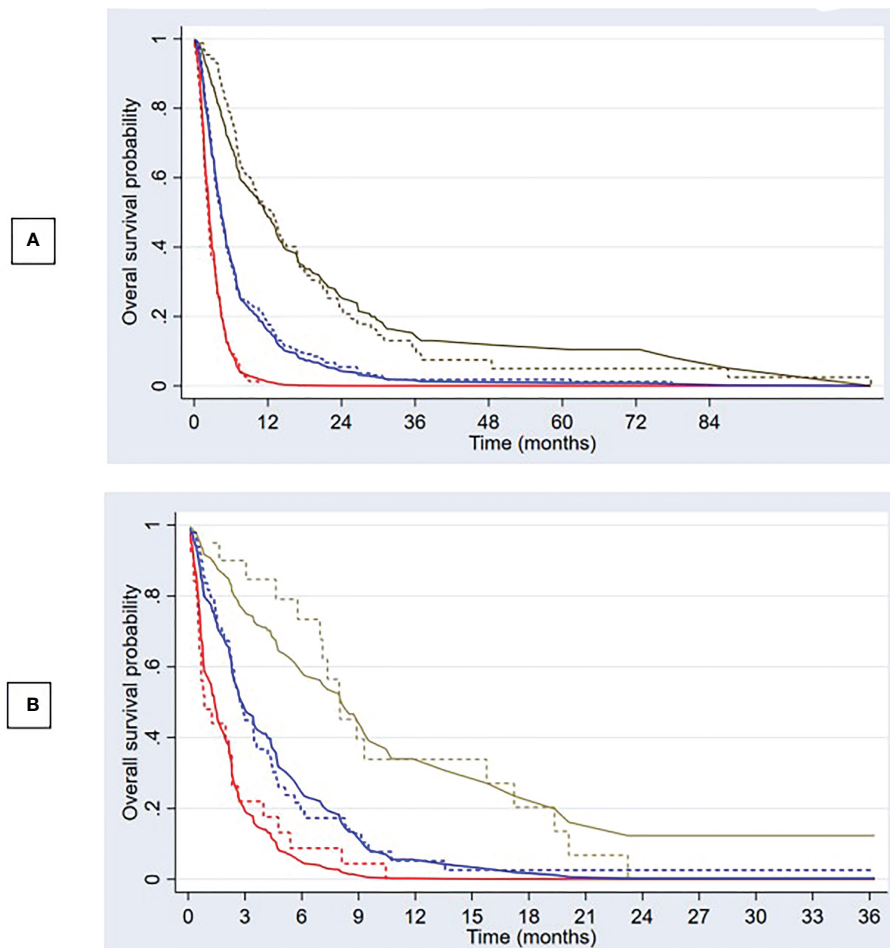 A
Overal survival probability
1
.8
.6
.4
.2
0
0 12 24 36 48 60 72 84
Time (months)
B
Overall survival probability
1
.8
.6
.4
.2
0
0 3 6 9 12 15 18 21 24 27 30 33 36
Time (months)